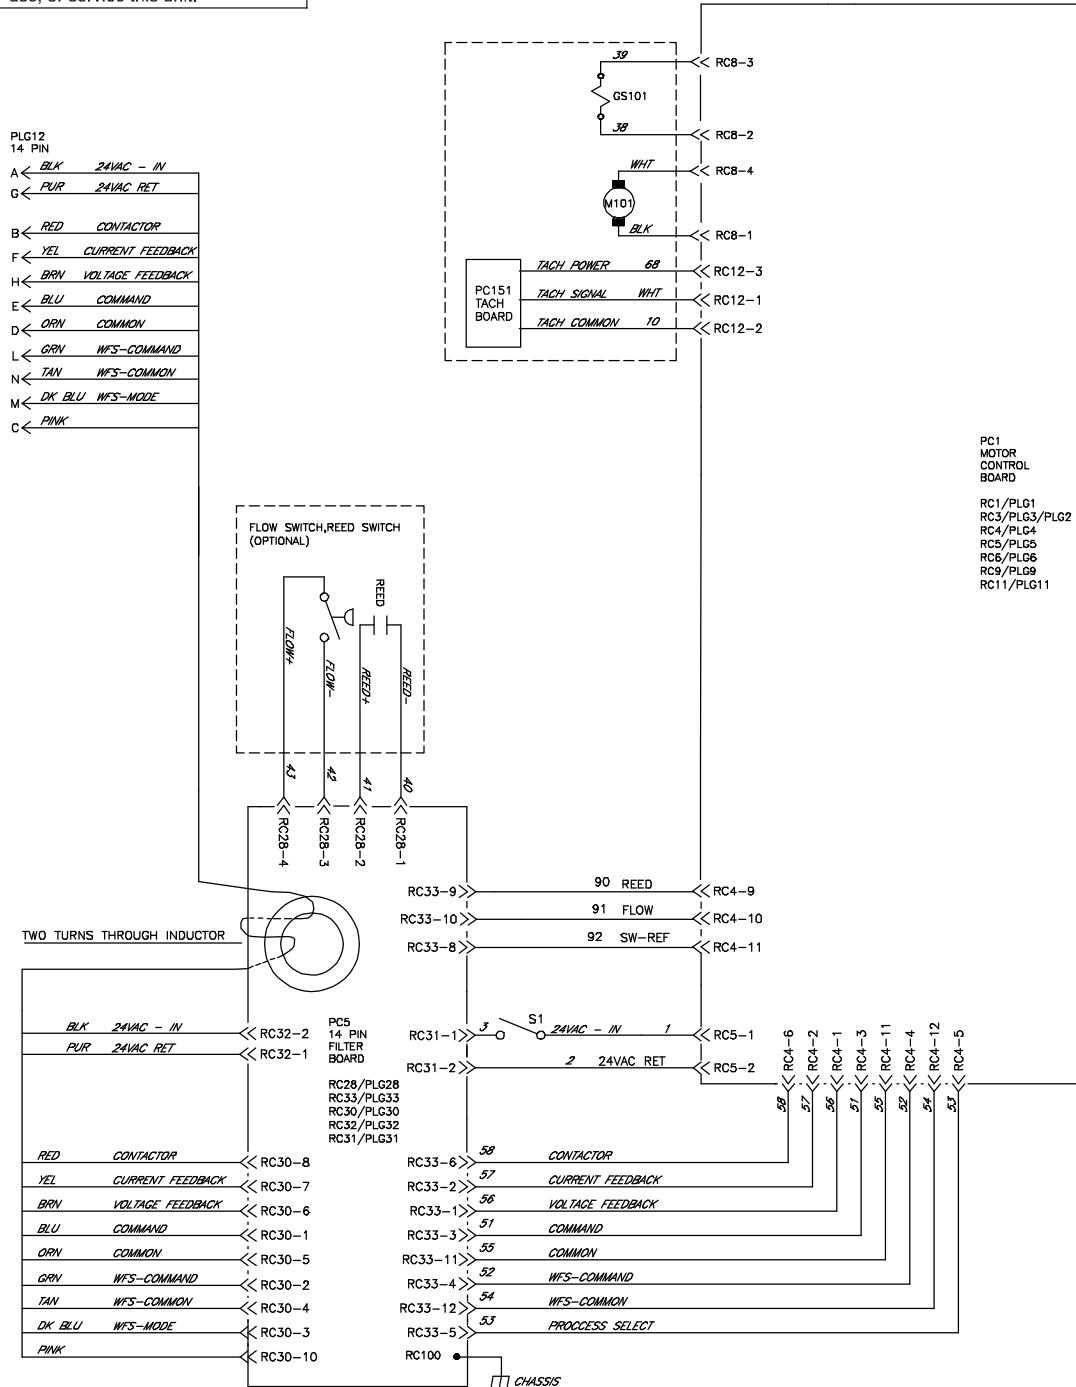 use, or service this unit.
39
RC8-3
GS101
38
RC8-2
WHT
RC8-4
M101
BLK
RC8-1
PC151
TACH
BOARD
TACH POWER 68
RC12-3
TACH SIGNAL WHT
RC12-1
TACH COMMON 10
RC12-2
PLG12
14 PIN
A BLK 24VAC - IN
G PUR 24VAC RET
B RED CONTACTOR
F YEL CURRENT FEEDBACK
H BRN VOLTAGE FEEDBACK
E BLU COMMAND
D ORN COMMON
L GRN WFS-COMMAND
N TAN WFS-COMMON
M DK BLU WFS-MODE
C PINK
PC1
MOTOR
CONTROL
BOARD
RC1/PLG1
RC3/PLG3/PLG2
RC4/PLG4
RC5/PLG5
RC6/PLG6
RC9/PLG9
RC11/PLG11
FLOW SWITCH,REED SWITCH
(OPTIONAL)
REED
FLOW+
FLOW-
REED+
REED-
43
42
41
40
RC28-4
RC28-3
RC28-2
RC28-1
RC33-9 90 REED RC4-9
RC33-10 91 FLOW RC4-10
RC33-8 92 SW-REF RC4-11
TWO TURNS THROUGH INDUCTOR
BLK 24VAC - IN RC32-2
PUR 24VAC RET RC32-1
PC5
14 PIN
FILTER
BOARD
RC28/PLG28
RC33/PLG33
RC30/PLG30
RC32/PLG32
RC31/PLG31
RC31-1 3 S1 24VAC - IN 1 RC5-1
RC31-2 2 24VAC RET RC5-2
RC4-6
RC4-2
RC4-1
RC4-3
RC4-11
RC4-4
RC4-12
RC4-5
58
57
56
51
55
52
54
53
RED CONTACTOR RC30-8
YEL CURRENT FEEDBACK RC30-7
BRN VOLTAGE FEEDBACK RC30-6
BLU COMMAND RC30-1
ORN COMMON RC30-5
GRN WFS-COMMAND RC30-2
TAN WFS-COMMON RC30-4
DK BLU WFS-MODE RC30-3
PINK RC30-10
RC33-6 58 CONTACTOR
RC33-2 57 CURRENT FEEDBACK
RC33-1 56 VOLTAGE FEEDBACK
RC33-3 51 COMMAND
RC33-11 55 COMMON
RC33-4 52 WFS-COMMAND
RC33-12 54 WFS-COMMON
RC33-5 53 PROCCESS SELECT
RC100
CHASSIS